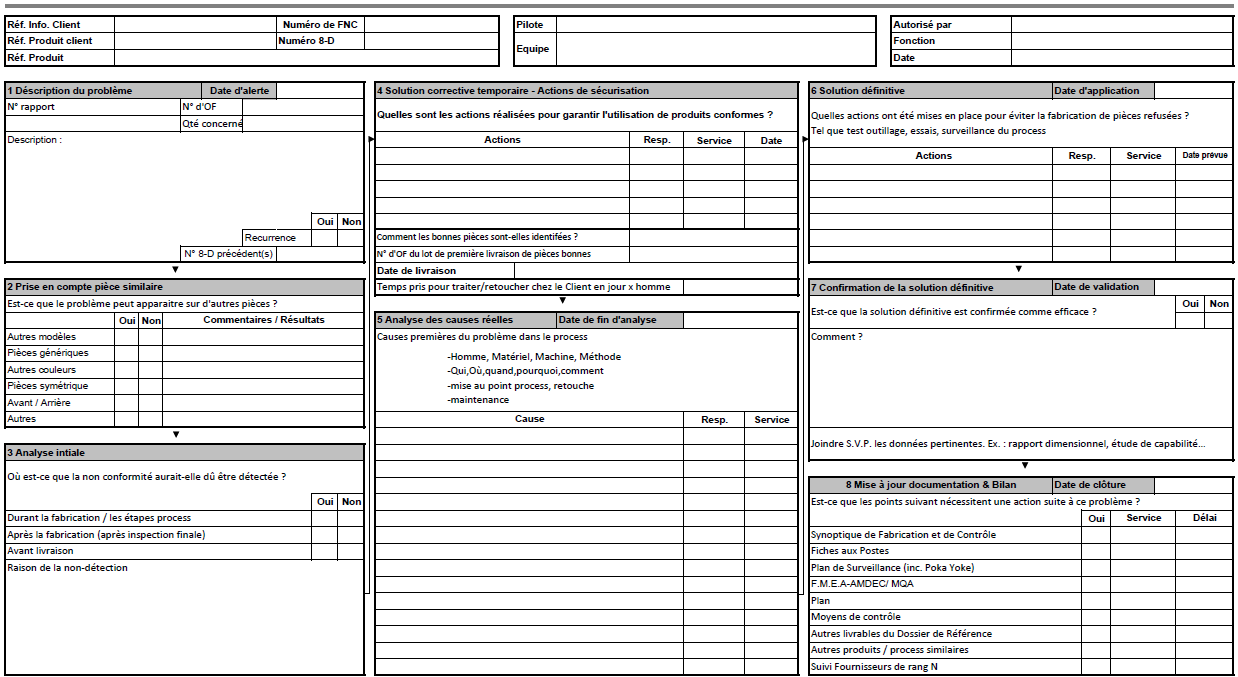 Réf. Info. Client
Numéro de FNC
Réf. Produit client
Numéro 8-D
Réf. Produit
Pilote
Equipe
Autorisé par
Fonction
Date
1 Déscription du problème
Date d'alerte
N° rapport
N° d'OF
Qté concerné
Description :
Oui Non
Recurrence
N° 8-D précédent(s)
2 Prise en compte pièce similaire
Est-ce que le problème peut apparaitre sur d'autres pièces ?
Oui Non Commentaires / Résultats
Autres modèles
Pièces génériques
Autres couleurs
Pièces symétrique
Avant / Arrière
Autres
3 Analyse intiale
Où est-ce que la non conformité aurait-elle dû être détectée ?
Oui Non
Durant la fabrication / les étapes process
Après la fabrication (après inspection finale)
Avant livraison
Raison de la non-détection
4 Solution corrective temporaire - Actions de sécurisation
Quelles sont les actions réalisées pour garantir l'utilisation de produits conformes ?
Actions Resp. Service Date
Comment les bonnes pièces sont-elles identifées ?
N° d'OF du lot de première livraison de pièces bonnes
Date de livraison
Temps pris pour traiter/retoucher chez le Client en jour x homme
5 Analyse des causes réelles
Date de fin d'analyse
Causes premières du problème dans le process
-Homme, Matériel, Machine, Méthode
-Qui,Où,quand,pourquoi,comment
-mise au point process, retouche
-maintenance
Cause Resp. Service
6 Solution définitive
Date d'application
Quelles actions ont été mises en place pour éviter la fabrication de pièces refusées ?
Tel que test outillage, essais, surveillance du process
Actions Resp. Service Date prévue
7 Confirmation de la solution définitive
Date de validation
Oui Non
Est-ce que la solution définitive est confirmée comme efficace ?
Comment ?
Joindre S.V.P. les données pertinentes. Ex. : rapport dimensionnel, étude de capabilité...
8 Mise à jour documentation & Bilan
Date de clôture
Est-ce que les points suivant nécessitent une action suite à ce problème ?
Oui Service Délai
Synoptique de Fabrication et de Contrôle
Fiches aux Postes
Plan de Surveillance (inc. Poka Yoke)
F.M.E.A-AMDEC/ MQA
Plan
Moyens de contrôle
Autres livrables du Dossier de Référence
Autres produits / process similaires
Suivi Fournisseurs de rang N